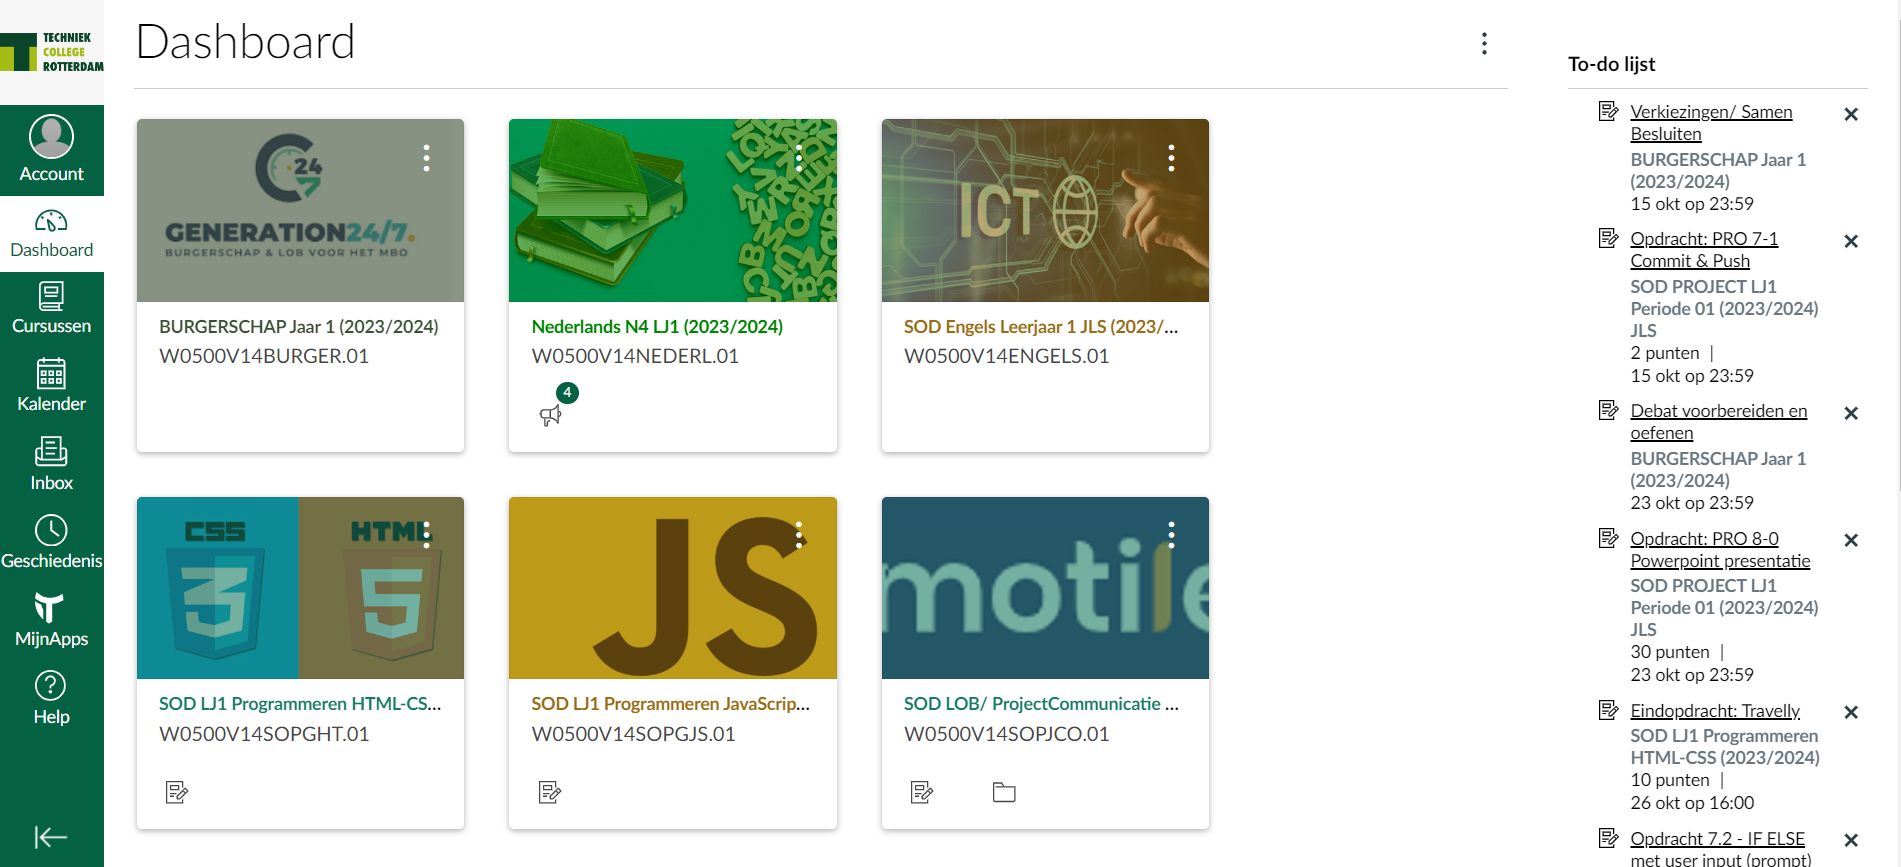 TECHNIEK
COLLEGE
ROTTERDAM
Account
Dashboard
Cursussen
Kalender
Inbox
Geschiedenis
MijnApps
Help
Dashboard
24
7
GENERATION24/7.
BURGERSCHAP & LOB VOOR HET MBO
BURGERSCHAP Jaar 1 (2023/2024)
W0500V14BURGER.01
Nederlands N4 LJ1 (2023/2024)
W0500V14NEDERL.01
4
ICT
SOD Engels Leerjaar 1 JLS (2023/...
W0500V14ENGELS.01
CSS
3
HTML
5
SOD LJ1 Programmeren HTML-CS...
W0500V14SOPGHT.01
JS
SOD LJ1 Programmeren JavaScrip...
W0500V14SOPGJS.01
motile
SOD LOB/ ProjectCommunicatie ...
W0500V14SOPJCO.01
To-do lijst
Verkiezingen/ Samen
Besluiten
BURGERSCHAP Jaar 1
(2023/2024)
15 okt op 23:59
Opdracht: PRO 7-1
Commit & Push
SOD PROJECT LJ1
Periode 01 (2023/2024)
JLS
2 punten |
15 okt op 23:59
Debat voorbereiden en
oefenen
BURGERSCHAP Jaar 1
(2023/2024)
23 okt op 23:59
Opdracht: PRO 8-0
Powerpoint presentatie
SOD PROJECT LJ1
Periode 01 (2023/2024)
JLS
30 punten |
23 okt op 23:59
Eindopdracht: Travelly
SOD LJ1 Programmeren
HTML-CSS (2023/2024)
10 punten |
26 okt op 16:00
Opdracht 7.2 - IF ELSE
met user input (prompt)